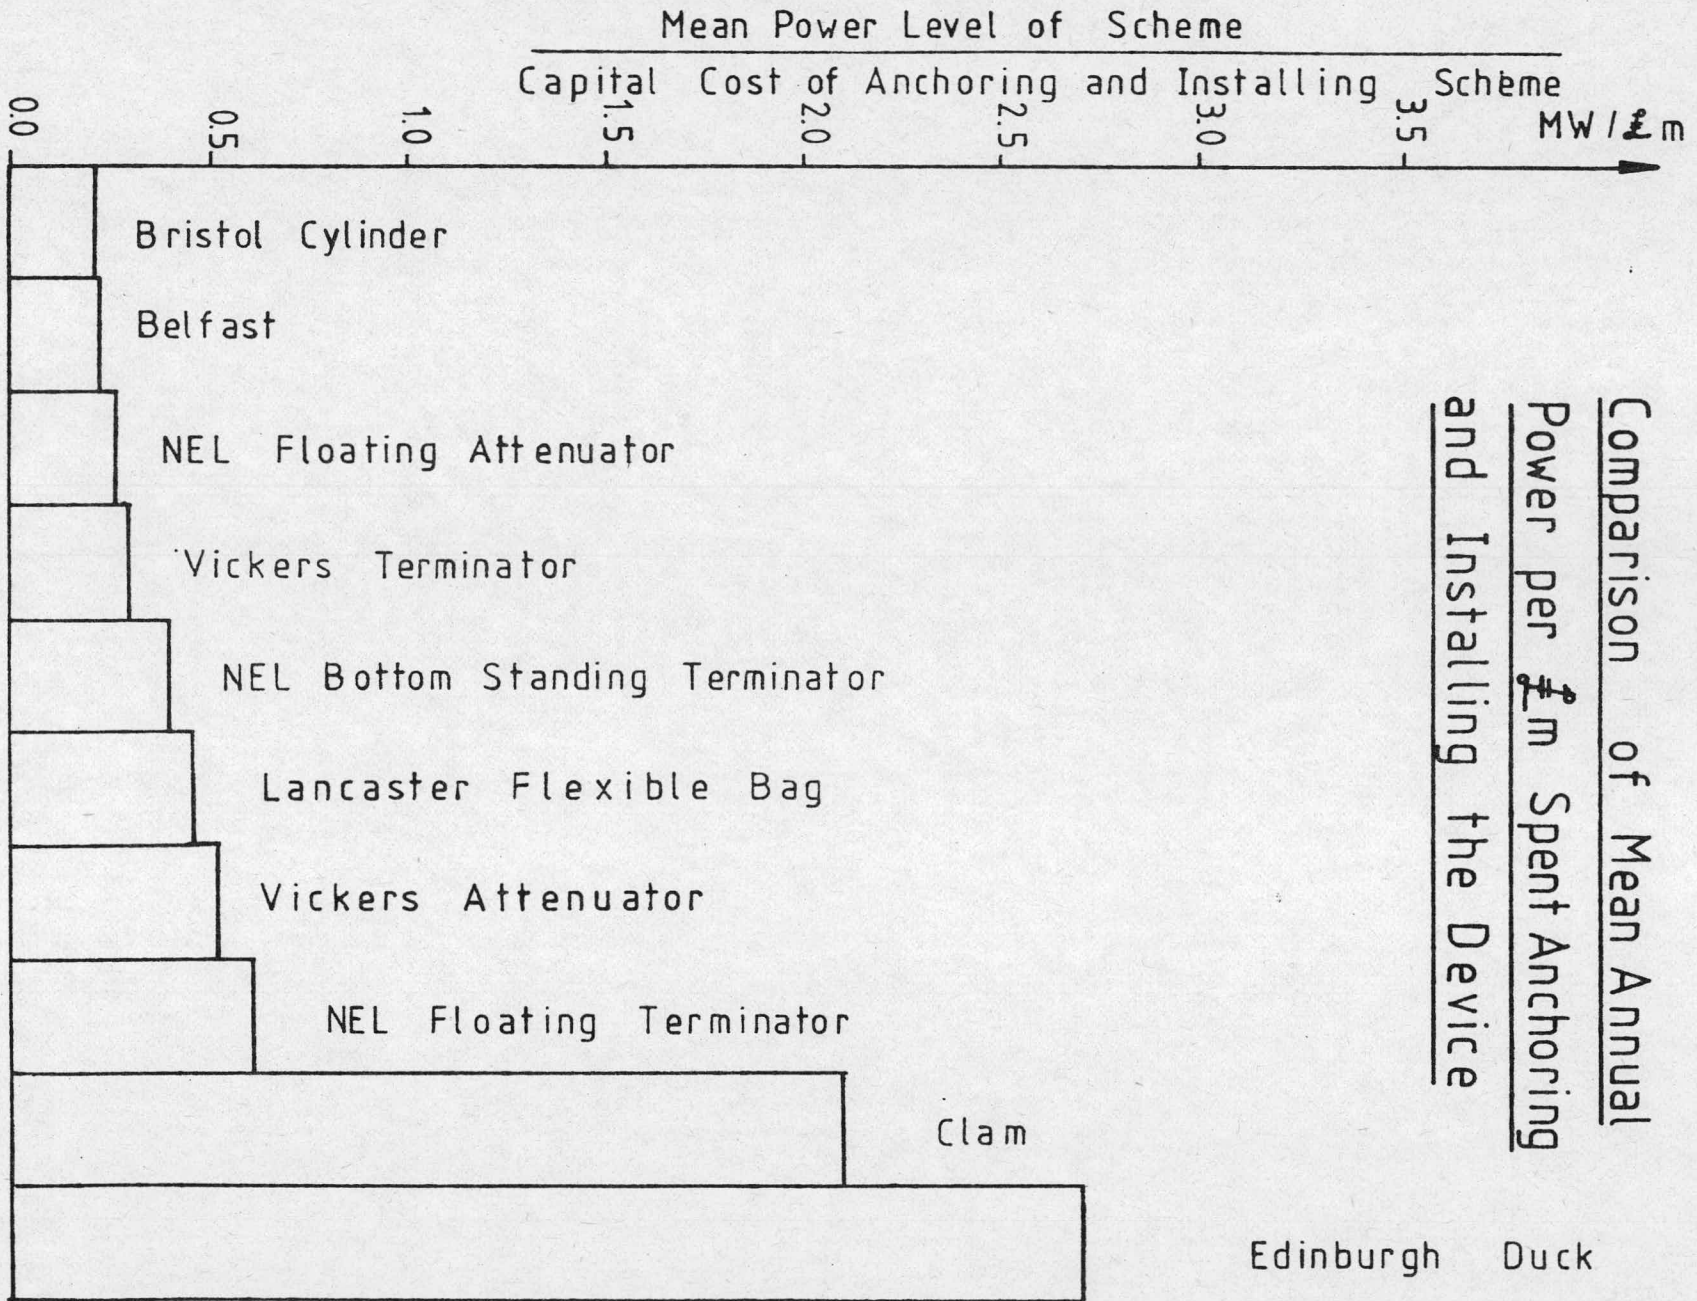 Mean Power Level of Scheme
Capital Cost of Anchoring and Installing Scheme
0.0 0.5 1.0 1.5 2.0 2.5 3.0 3.5 MW/£m
Bristol Cylinder
Belfast
NEL Floating Attenuator
Vickers Terminator
NEL Bottom Standing Terminator
Lancaster Flexible Bag
Vickers Attenuator
NEL Floating Terminator
Clam
Edinburgh Duck
Comparison of Mean Annual
Power per £m Spent Anchoring
and Installing the Device